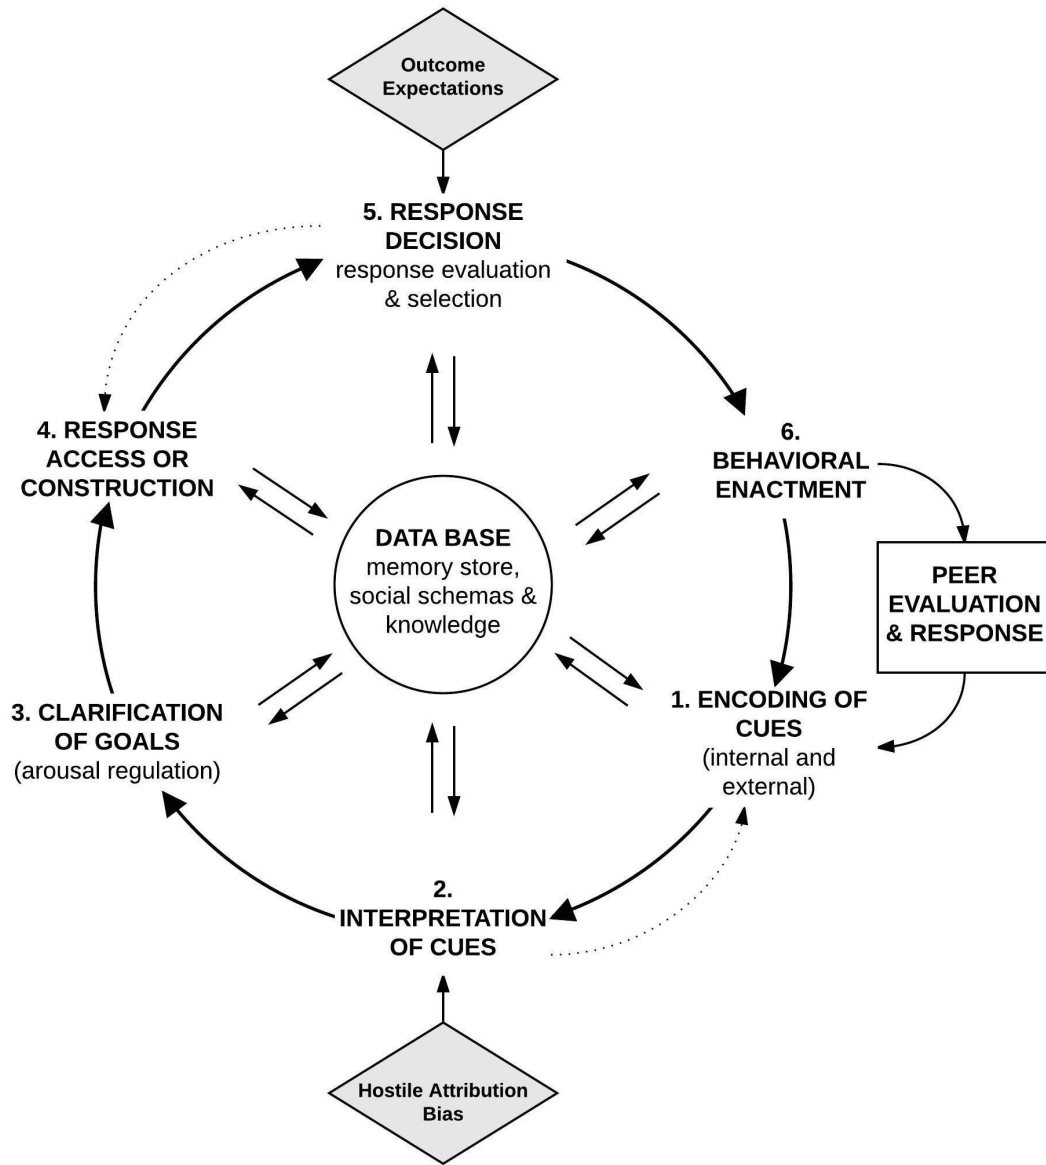 Outcome
Expectations
5. RESPONSE
DECISION
response evaluation
& selection
4. RESPONSE
ACCESS OR
CONSTRUCTION
6.
BEHAVIORAL
ENACTMENT
DATA BASE
memory store,
social schemas &
knowledge
PEER
EVALUATION
& RESPONSE
3. CLARIFICATION
OF GOALS
(arousal regulation)
1. ENCODING OF
CUES
(internal and
external)
2.
INTERPRETATION
OF CUES
Hostile Attribution
Bias